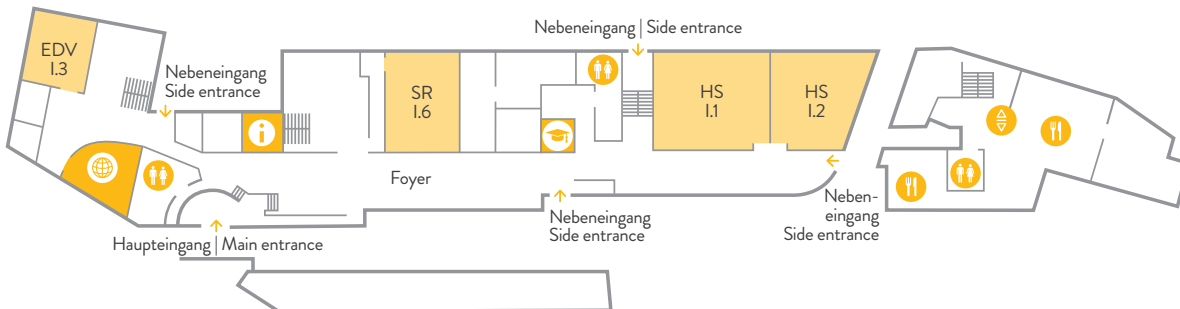 EDV
I.3
Nebeneingang
Side entrance
SR
I.6
Nebeneingang | Side entrance
HS
I.1
HS
I.2
Foyer
Haupteingang | Main entrance
Nebeneingang
Side entrance
Neben-
eingang
Side entrance